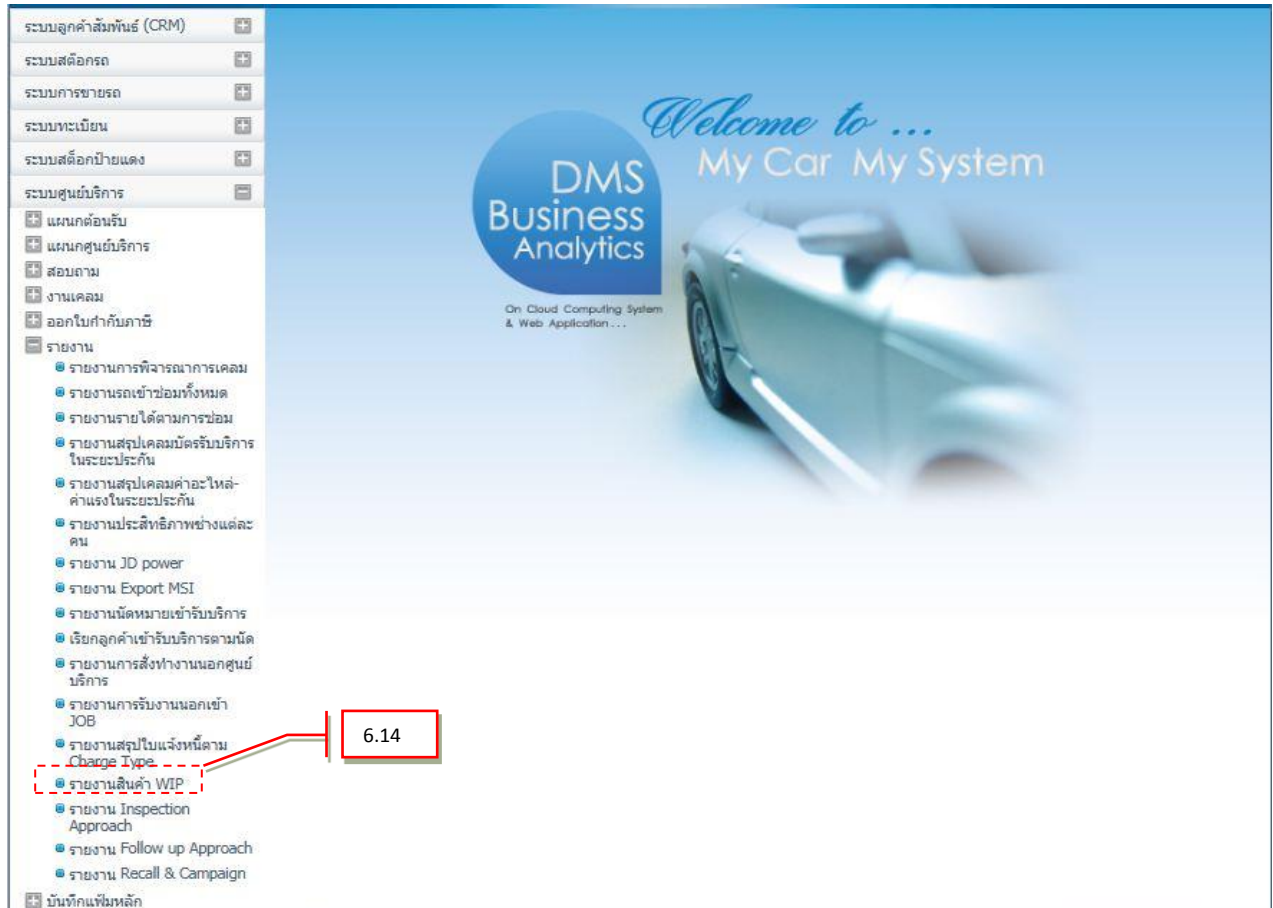 ระบบลูกค้าสัมพันธ์ (CRM)
ระบบสต๊อกรถ
ระบบการขายรถ
ระบบทะเบียน
ระบบสต็อกป้ายแดง
ระบบศูนย์บริการ
แผนกต้อนรับ
แผนกศูนย์บริการ
สอบถาม
งานเคลม
ออกใบกำกับภาษี
รายงาน
รายงานการพิจารณาการเคลม
รายงานรถเข้าซ่อมทั้งหมด
รายงานรายได้ตามการซ่อม
รายงานสรุปเคลมบัตรรับบริการ
ในระยะประกัน
รายงานสรุปเคลมค่าอะไหล่-
ค่าแรงในระยะประกัน
รายงานประสิทธิภาพช่างแต่ละ
คน
รายงาน JD power
รายงาน Export MSI
รายงานนัดหมายเข้ารับบริการ
เรียกลูกค้าเข้ารับบริการตามนัด
รายงานการสั่งทำงานนอกศูนย์
บริการ
รายงานการรับงานนอกเข้า
JOB
รายงานสรุปใบแจ้งหนี้ตาม
Charge Type
รายงานสินค้า WIP
รายงาน Inspection
Approach
รายงาน Follow up Approach
รายงาน Recall & Campaign
บันทึกแฟ้มหลัก
Welcome to ...
My Car My System
DMS
Business
Analytics
On Cloud Computing System
& Web Application...
6.14